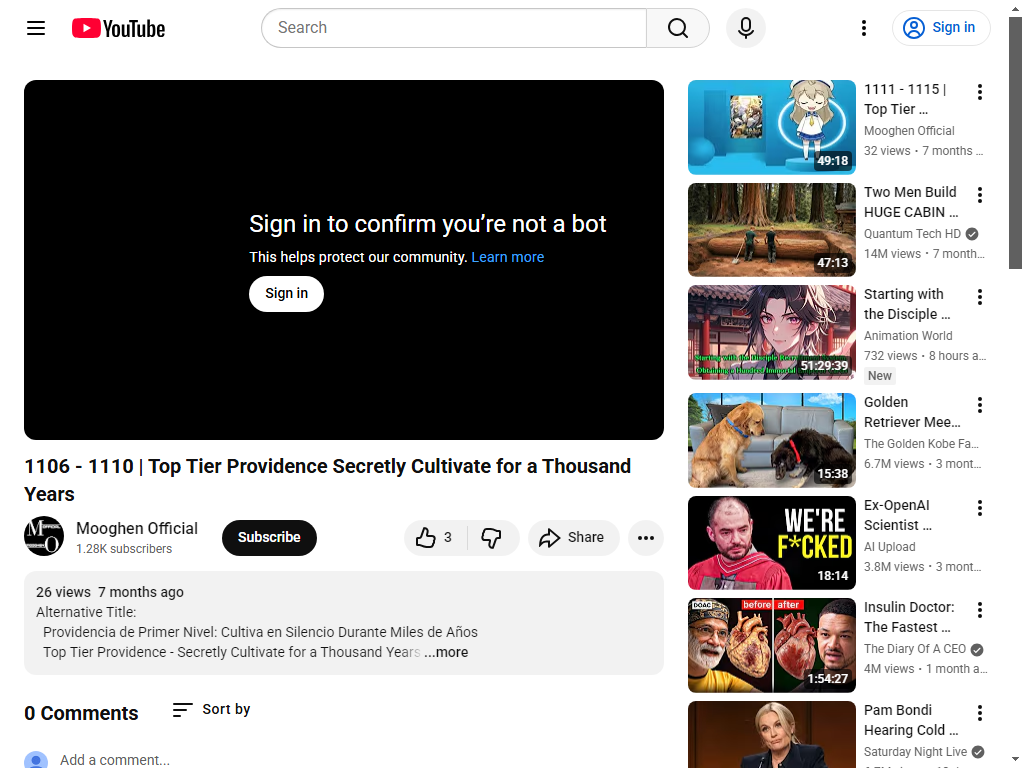 YouTube
Search
Sign in
Sign in to confirm you’re not a bot
This helps protect our community. Learn more
Sign in
1106 - 1110 | Top Tier Providence Secretly Cultivate for a Thousand
Years
Mooghen Official
1.28K subscribers
Subscribe
3
Share
26 views  7 months ago
Alternative Title:
Providencia de Primer Nivel: Cultiva en Silencio Durante Miles de Años
Top Tier Providence - Secretly Cultivate for a Thousand Years ...more
0 Comments
Sort by
Add a comment...
49:18
1111 - 1115 |
Top Tier ...
Mooghen Official
32 views • 7 months ...
47:13
Two Men Build
HUGE CABIN ...
Quantum Tech HD
14M views • 7 month...
51:29:39
Starting with
the Disciple ...
Animation World
732 views • 8 hours a...
New
15:38
Golden
Retriever Mee...
The Golden Kobe Fa...
6.7M views • 3 mont...
WE'RE
F*CKED
18:14
Ex-OpenAI
Scientist ...
AI Upload
3.8M views • 3 mont...
DOAC
before after
1:54:27
Insulin Doctor:
The Fastest ...
The Diary Of A CEO
4M views • 1 month a...
Pam Bondi
Hearing Cold ...
Saturday Night Live